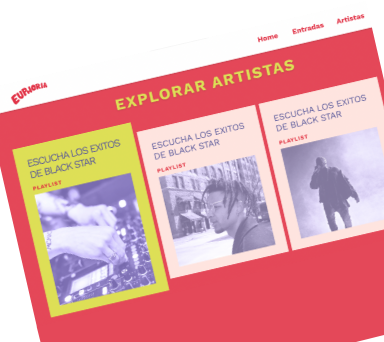 Home Entradas Artistas
EUPHORIA
EXPLORAR ARTISTAS
ESCUCHA LOS EXITOS
DE BLACK STAR
PLAYLIST
ESCUCHA LOS EXITOS
DE BLACK STAR
PLAYLIST
ESCUCHA LOS EXITOS
DE BLACK STAR
PLAYLIST